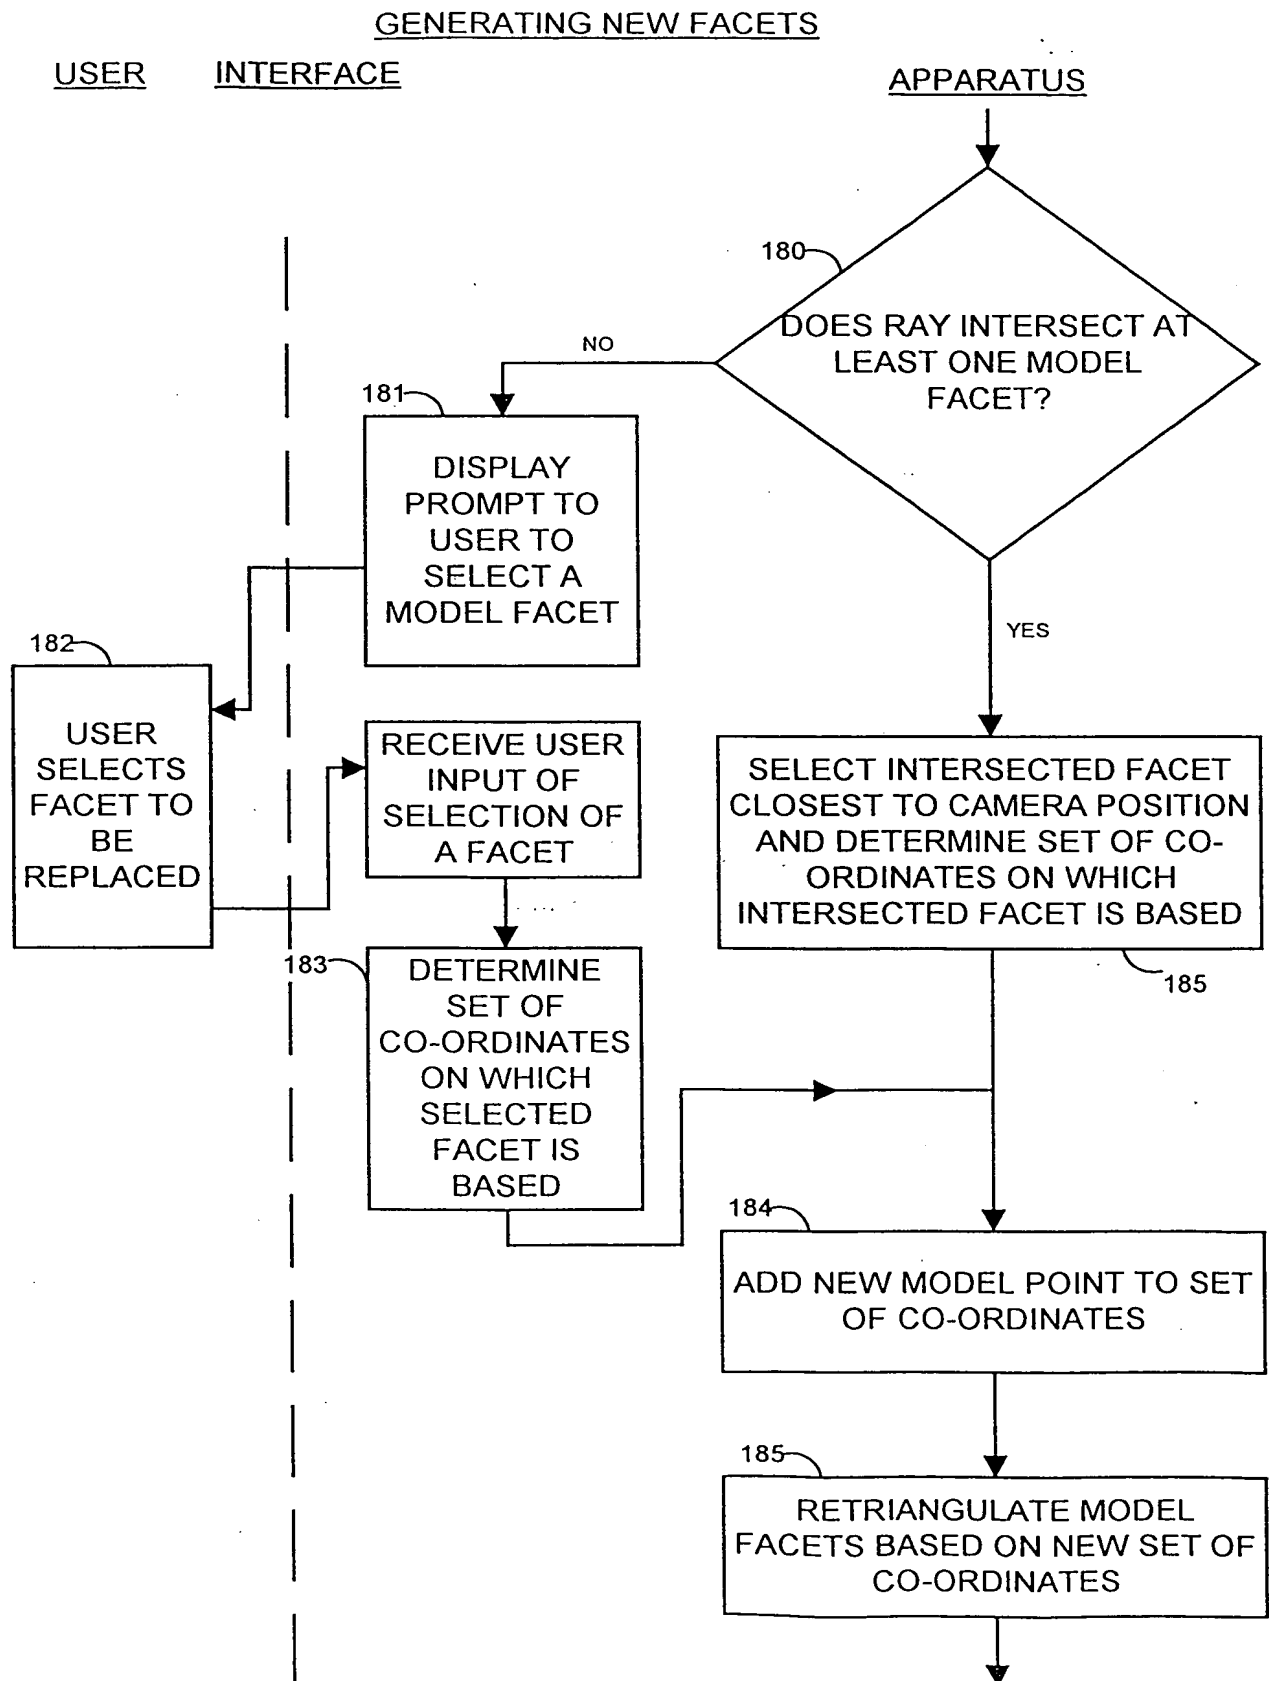 GENERATING NEW FACETS
USER INTERFACE APPARATUS
180
DOES RAY INTERSECT AT
LEAST ONE MODEL
FACET?
NO
181
DISPLAY
PROMPT TO
USER TO
SELECT A
MODEL FACET
YES
182
USER
SELECTS
FACET TO
BE
REPLACED
RECEIVE USER
INPUT OF
SELECTION OF
A FACET
SELECT INTERSECTED FACET
CLOSEST TO CAMERA POSITION
AND DETERMINE SET OF CO-
ORDINATES ON WHICH
INTERSECTED FACET IS BASED
185
183
DETERMINE
SET OF
CO-ORDINATES
ON WHICH
SELECTED
FACET IS
BASED
184
ADD NEW MODEL POINT TO SET
OF CO-ORDINATES
185
RETRIANGULATE MODEL
FACETS BASED ON NEW SET OF
CO-ORDINATES